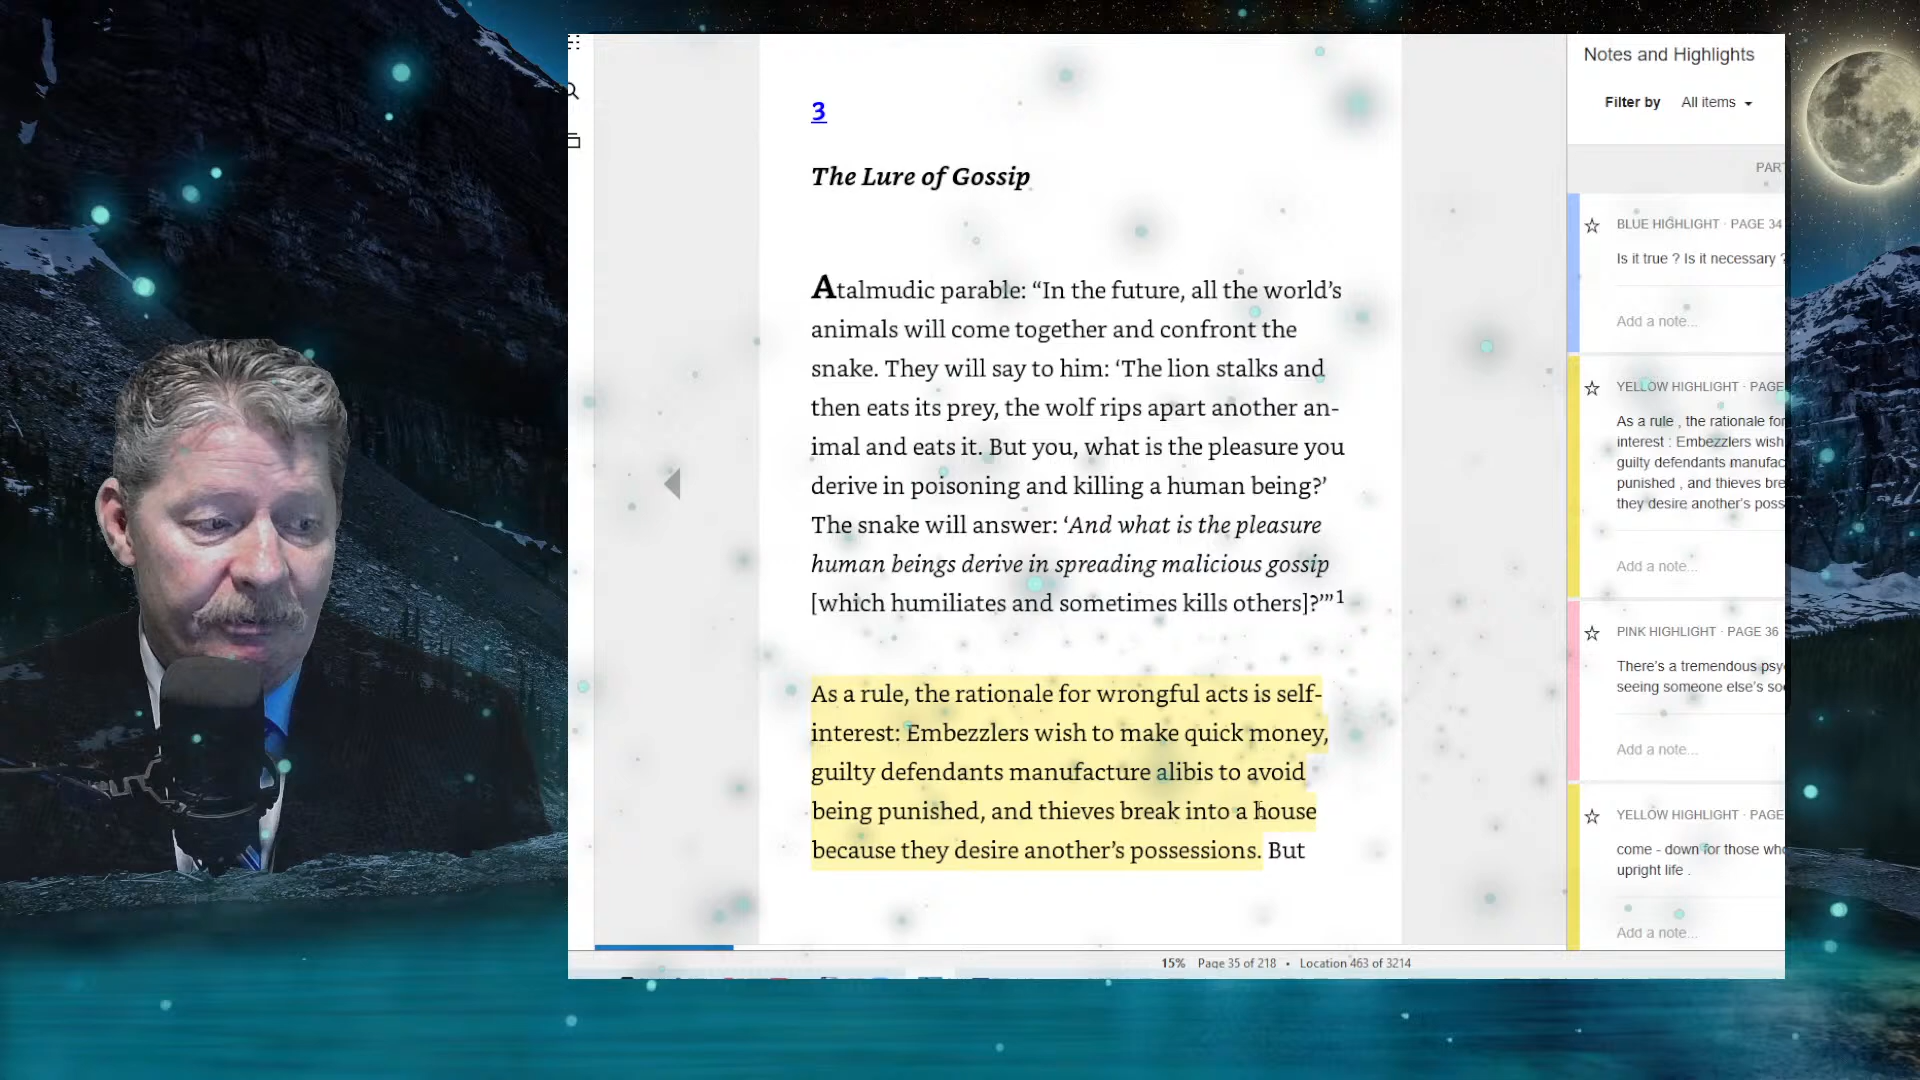 3
The Lure of Gossip
Atalmudic parable: “In the future, all the world’s
animals will come together and confront the
snake. They will say to him: ‘The lion stalks and
then eats its prey, the wolf rips apart another an-
imal and eats it. But you, what is the pleasure you
derive in poisoning and killing a human being?’
The snake will answer: ‘And what is the pleasure
human beings derive in spreading malicious gossip
[which humiliates and sometimes kills others]?’”1
As a rule, the rationale for wrongful acts is self-
interest: Embezzlers wish to make quick money,
guilty defendants manufacture alibis to avoid
being punished, and thieves break into a house
because they desire another’s possessions. But
15% Page 35 of 218 • Location 463 of 3214
Notes and Highlights
Filter by All items
PAR
BLUE HIGHLIGHT · PAGE 34
Is it true ? Is it necessary ?
Add a note...
YELLOW HIGHLIGHT · PAGE
As a rule , the rationale for
interest : Embezzlers wish
guilty defendants manufac
punished , and thieves bre
they desire another’s poss
Add a note...
PINK HIGHLIGHT · PAGE 36
There’s a tremendous psy
seeing someone else’s so
Add a note...
YELLOW HIGHLIGHT · PAGE
come - down for those who
upright life .
Add a note...